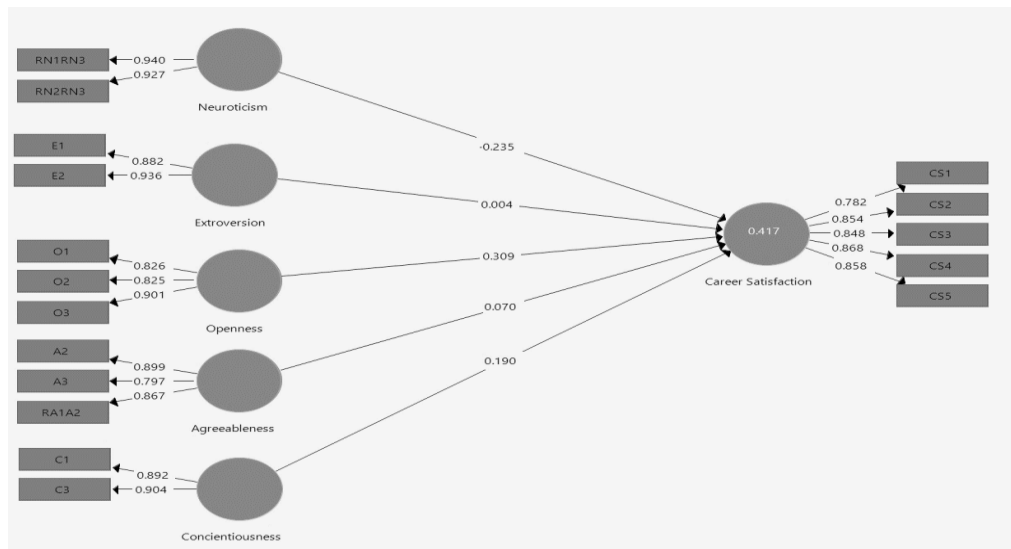 RN1RN3
0.940
0.927
RN2RN3
Neuroticism
-0.235
E1
0.882
E2
0.936
Extroversion
0.004
O1
0.826
O2
0.825
0.901
O3
Openness
0.309
A2
0.899
A3
0.797
0.867
RA1A2
Agreeableness
0.070
C1
0.892
C3
0.904
Concientiousness
0.190
0.417
Career Satisfaction
0.782
CS1
0.854
CS2
0.848
CS3
0.868
CS4
0.858
CS5